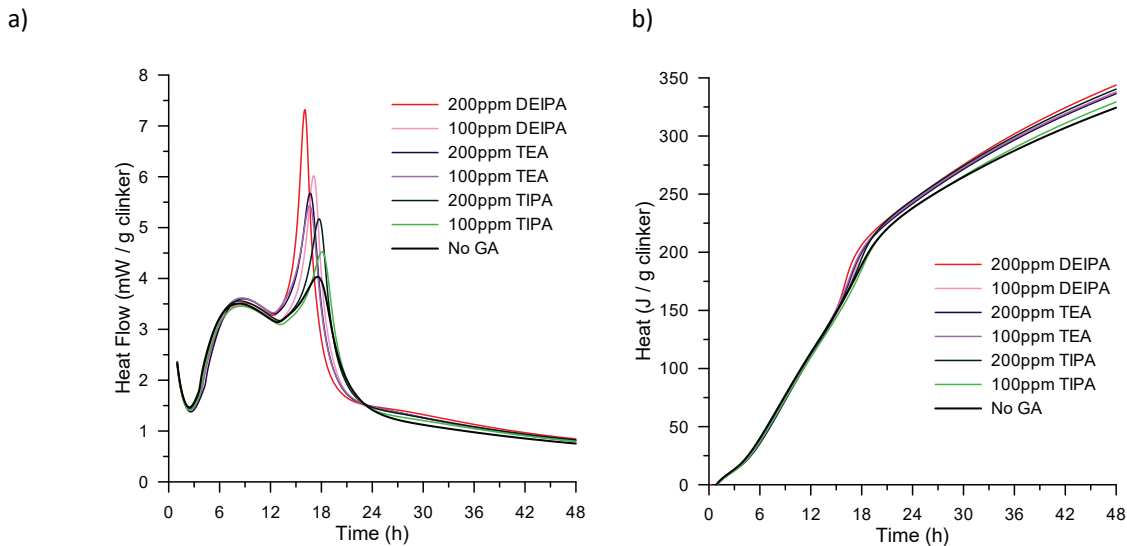 a)
b)
Heat Flow (mW / g clinker)
8
7
6
5
4
3
2
1
0
200ppm DEIPA
100ppm DEIPA
200ppm TEA
100ppm TEA
200ppm TIPA
100ppm TIPA
No GA
0 6 12 18 24 30 36 42 48
Time (h)
Heat (J / g clinker)
350
300
250
200
150
100
50
0
200ppm DEIPA
100ppm DEIPA
200ppm TEA
100ppm TEA
200ppm TIPA
100ppm TIPA
No GA
0 6 12 18 24 30 36 42 48
Time (h)